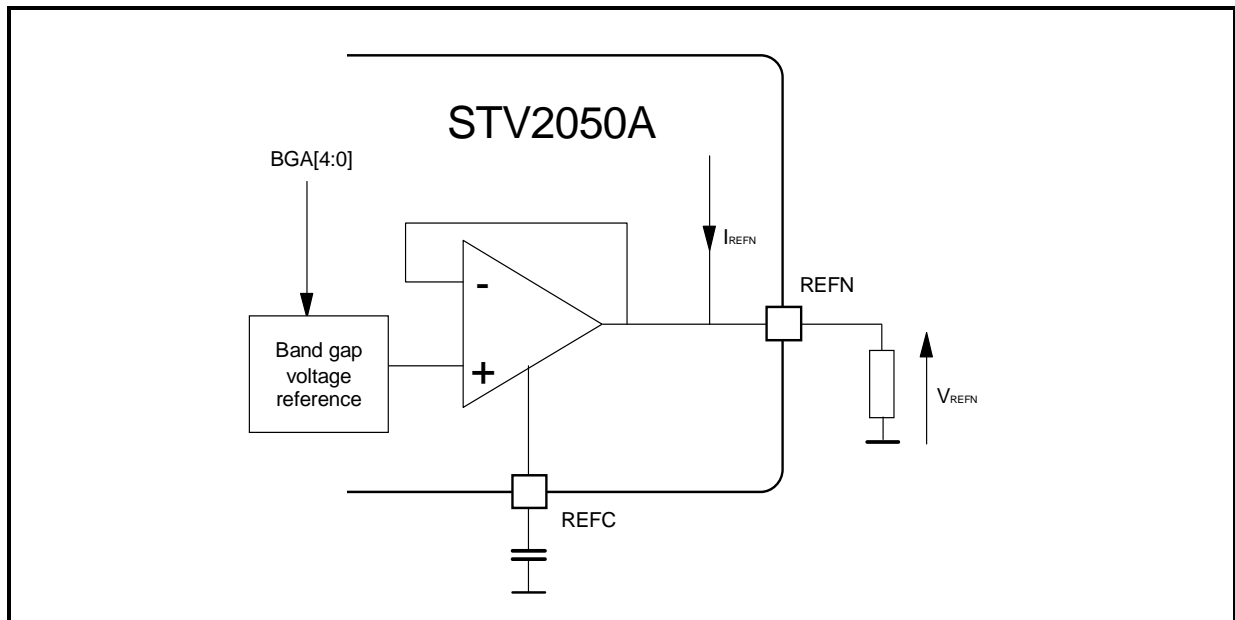 STV2050A
BGA[4:0]
IREFN
REFN
-
+
Band gap
voltage
reference
VREFN
REFC